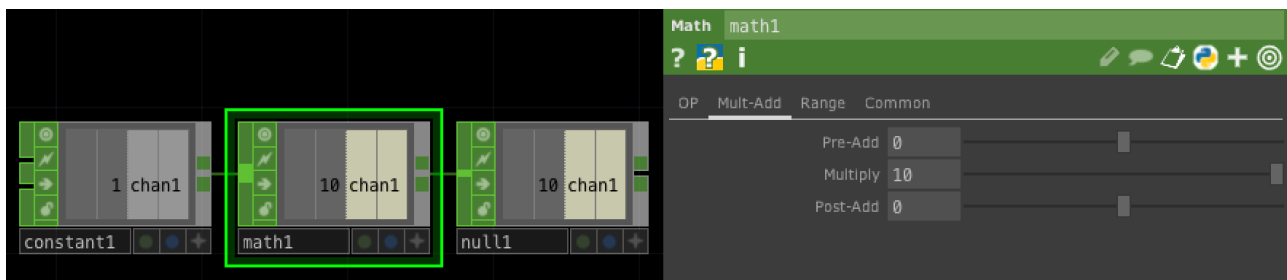 Math math1
? ? i
OP Mult-Add Range Common
Pre-Add 0
Multiply 10
Post-Add 0
1 chan1
10 chan1
10 chan1
constant1
math1
null1